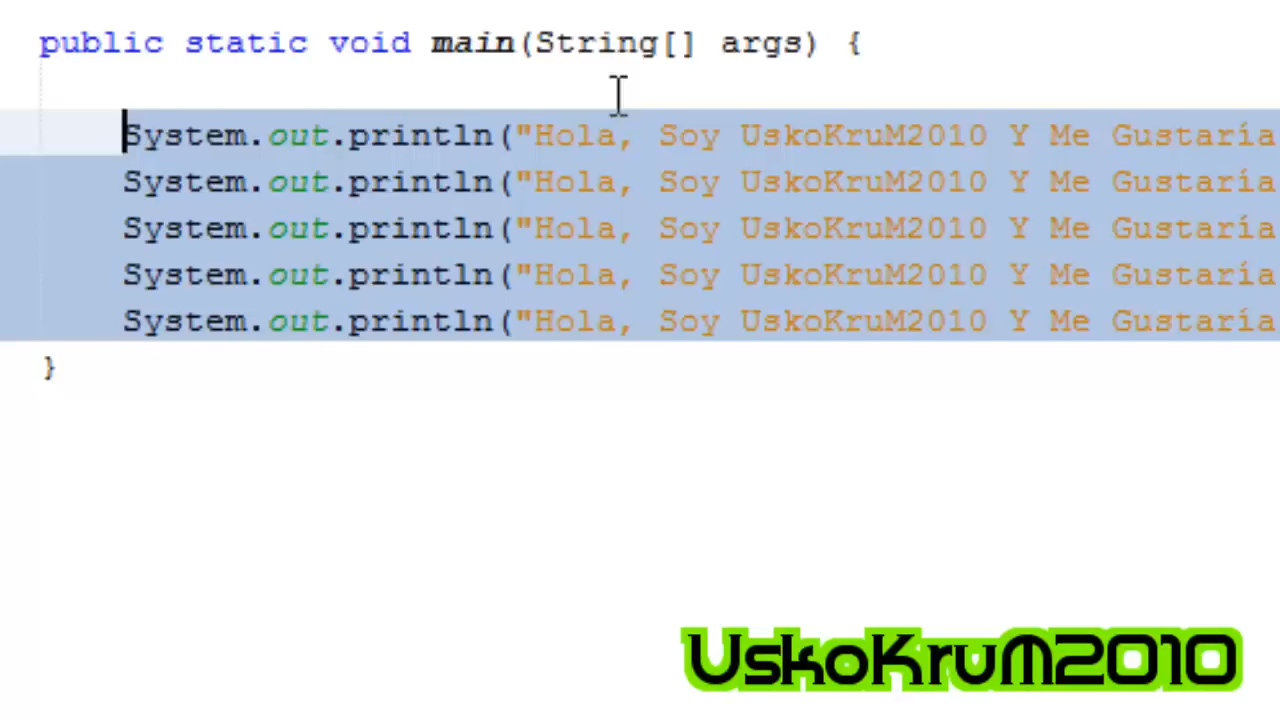 public static void main(String[] args) {
System.out.println("Hola, Soy UskoKruM2010 Y Me Gustaría
System.out.println("Hola, Soy UskoKruM2010 Y Me Gustaría
System.out.println("Hola, Soy UskoKruM2010 Y Me Gustaría
System.out.println("Hola, Soy UskoKruM2010 Y Me Gustaría
System.out.println("Hola, Soy UskoKruM2010 Y Me Gustaría
}
UskoKruM2010